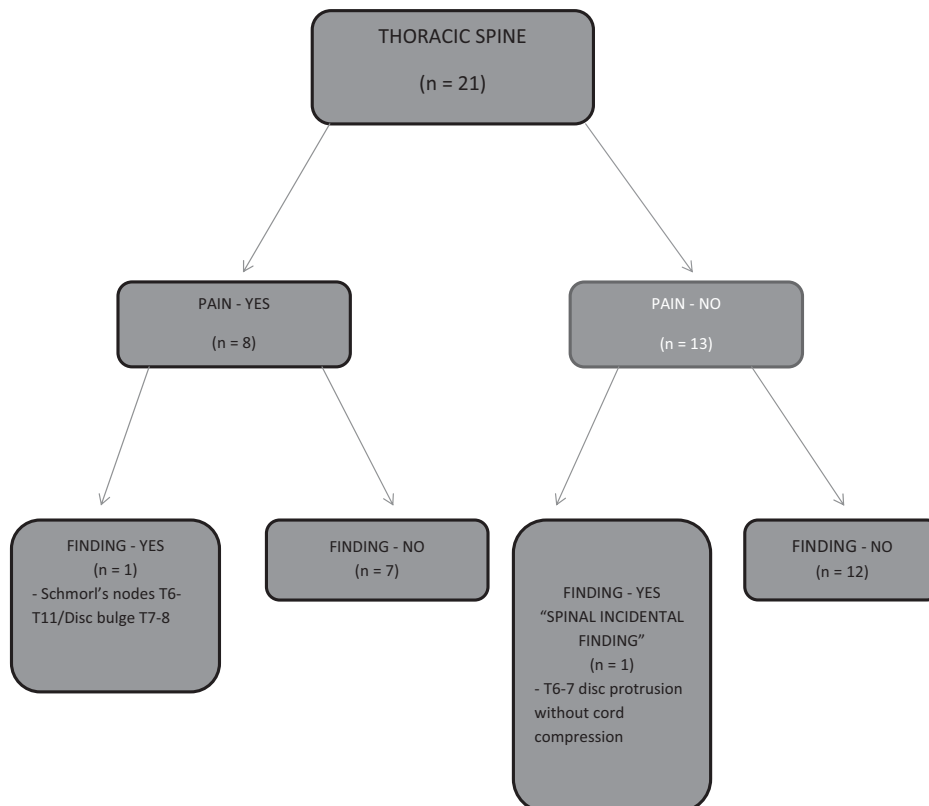 THORACIC SPINE
(n = 21)
PAIN - YES
(n = 8)
PAIN - NO
(n = 13)
FINDING - YES
(n = 1)
- Schmorl’s nodes T6-
T11/Disc bulge T7-8
FINDING - NO
(n = 7)
FINDING - YES
“SPINAL INCIDENTAL
FINDING”
(n = 1)
- T6-7 disc protrusion
without cord
compression
FINDING - NO
(n = 12)